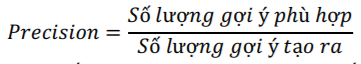 Precision = Số lượng gợi ý phù hợp
Số lượng gợi ý tạo ra